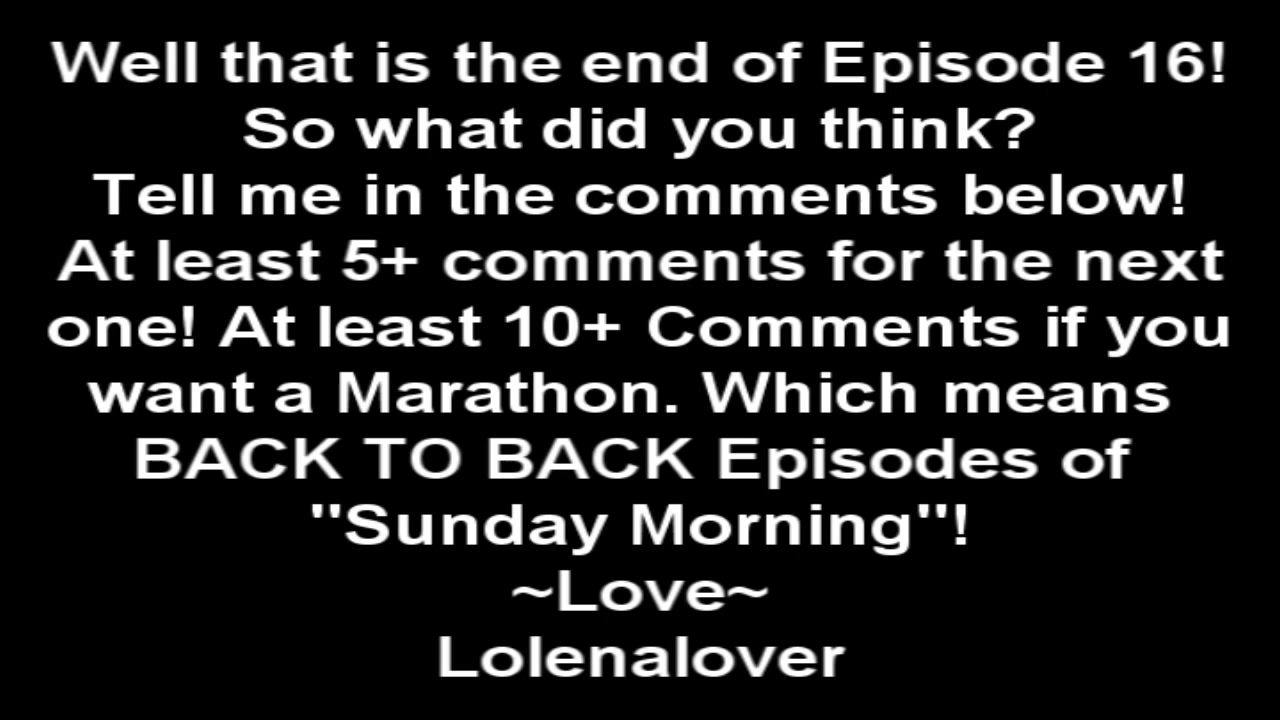 Well that is the end of Episode 16!
So what did you think?
Tell me in the comments below!
At least 5+ comments for the next
one! At least 10+ Comments if you
want a Marathon. Which means
BACK TO BACK Episodes of
"Sunday Morning"!
~Love~
Lolenalover